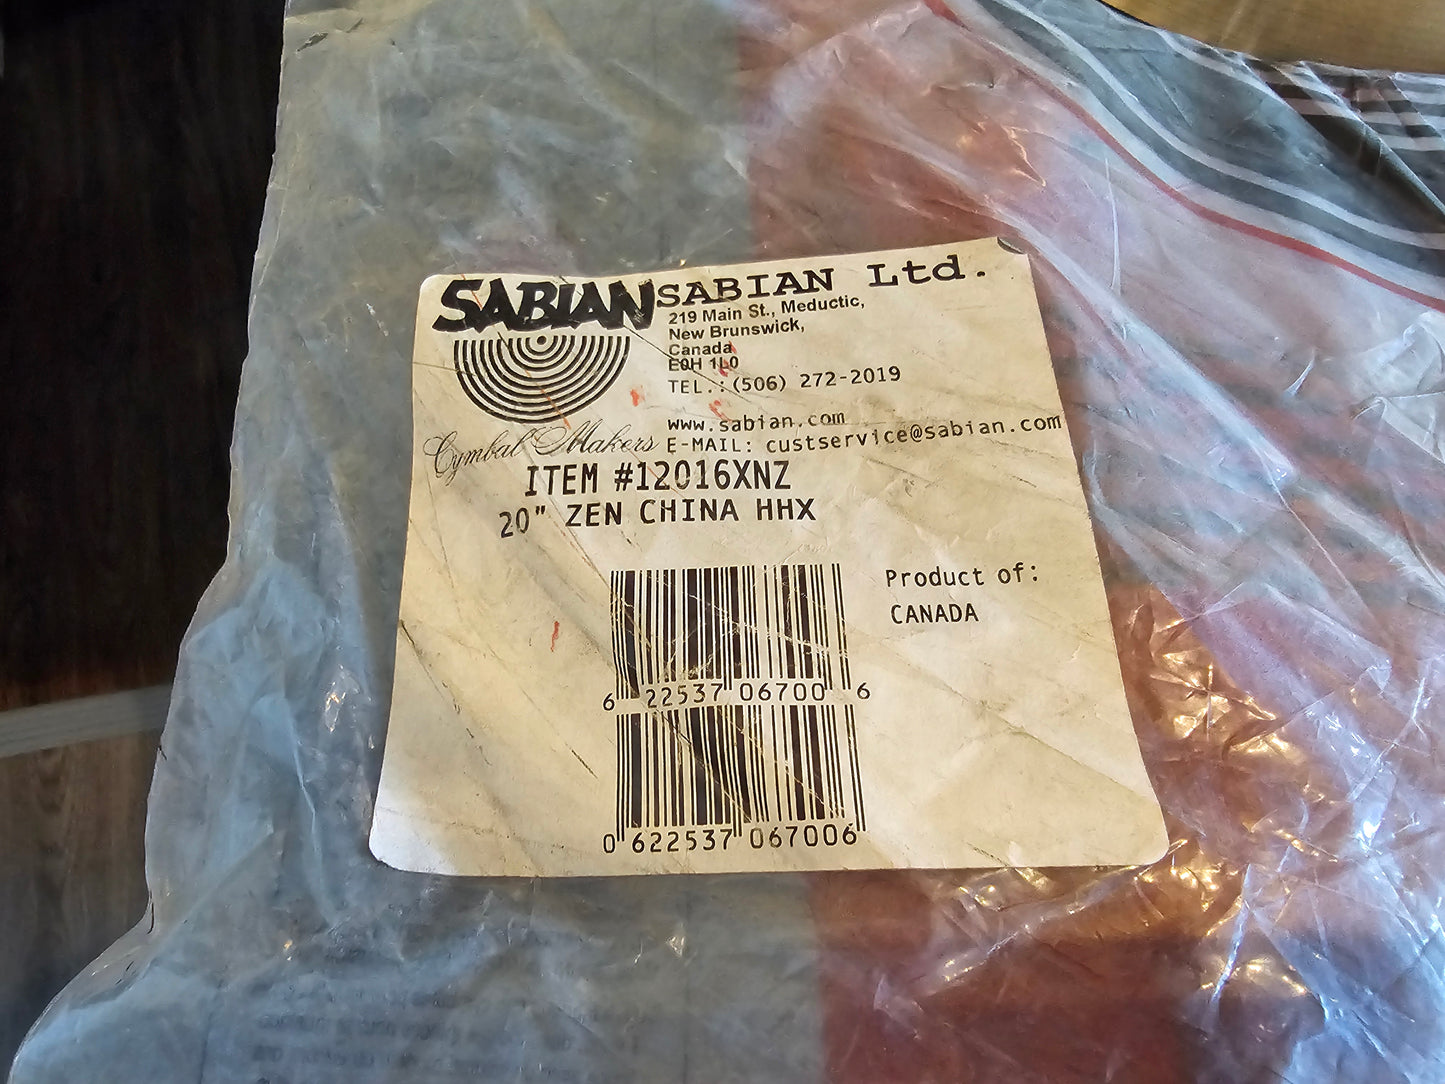 SABIAN
SABIAN Ltd.
219 Main St., Meductic,
New Brunswick,
Canada
E0H 1L0
TEL.:(506) 272-2019
www.sabian.com
E-MAIL: custservice@sabian.com
Cymbal Makers
ITEM #12016XNZ
20" ZEN CHINA HHX
Product of:
CANADA
6 22537 06700 6
0 622537 067006